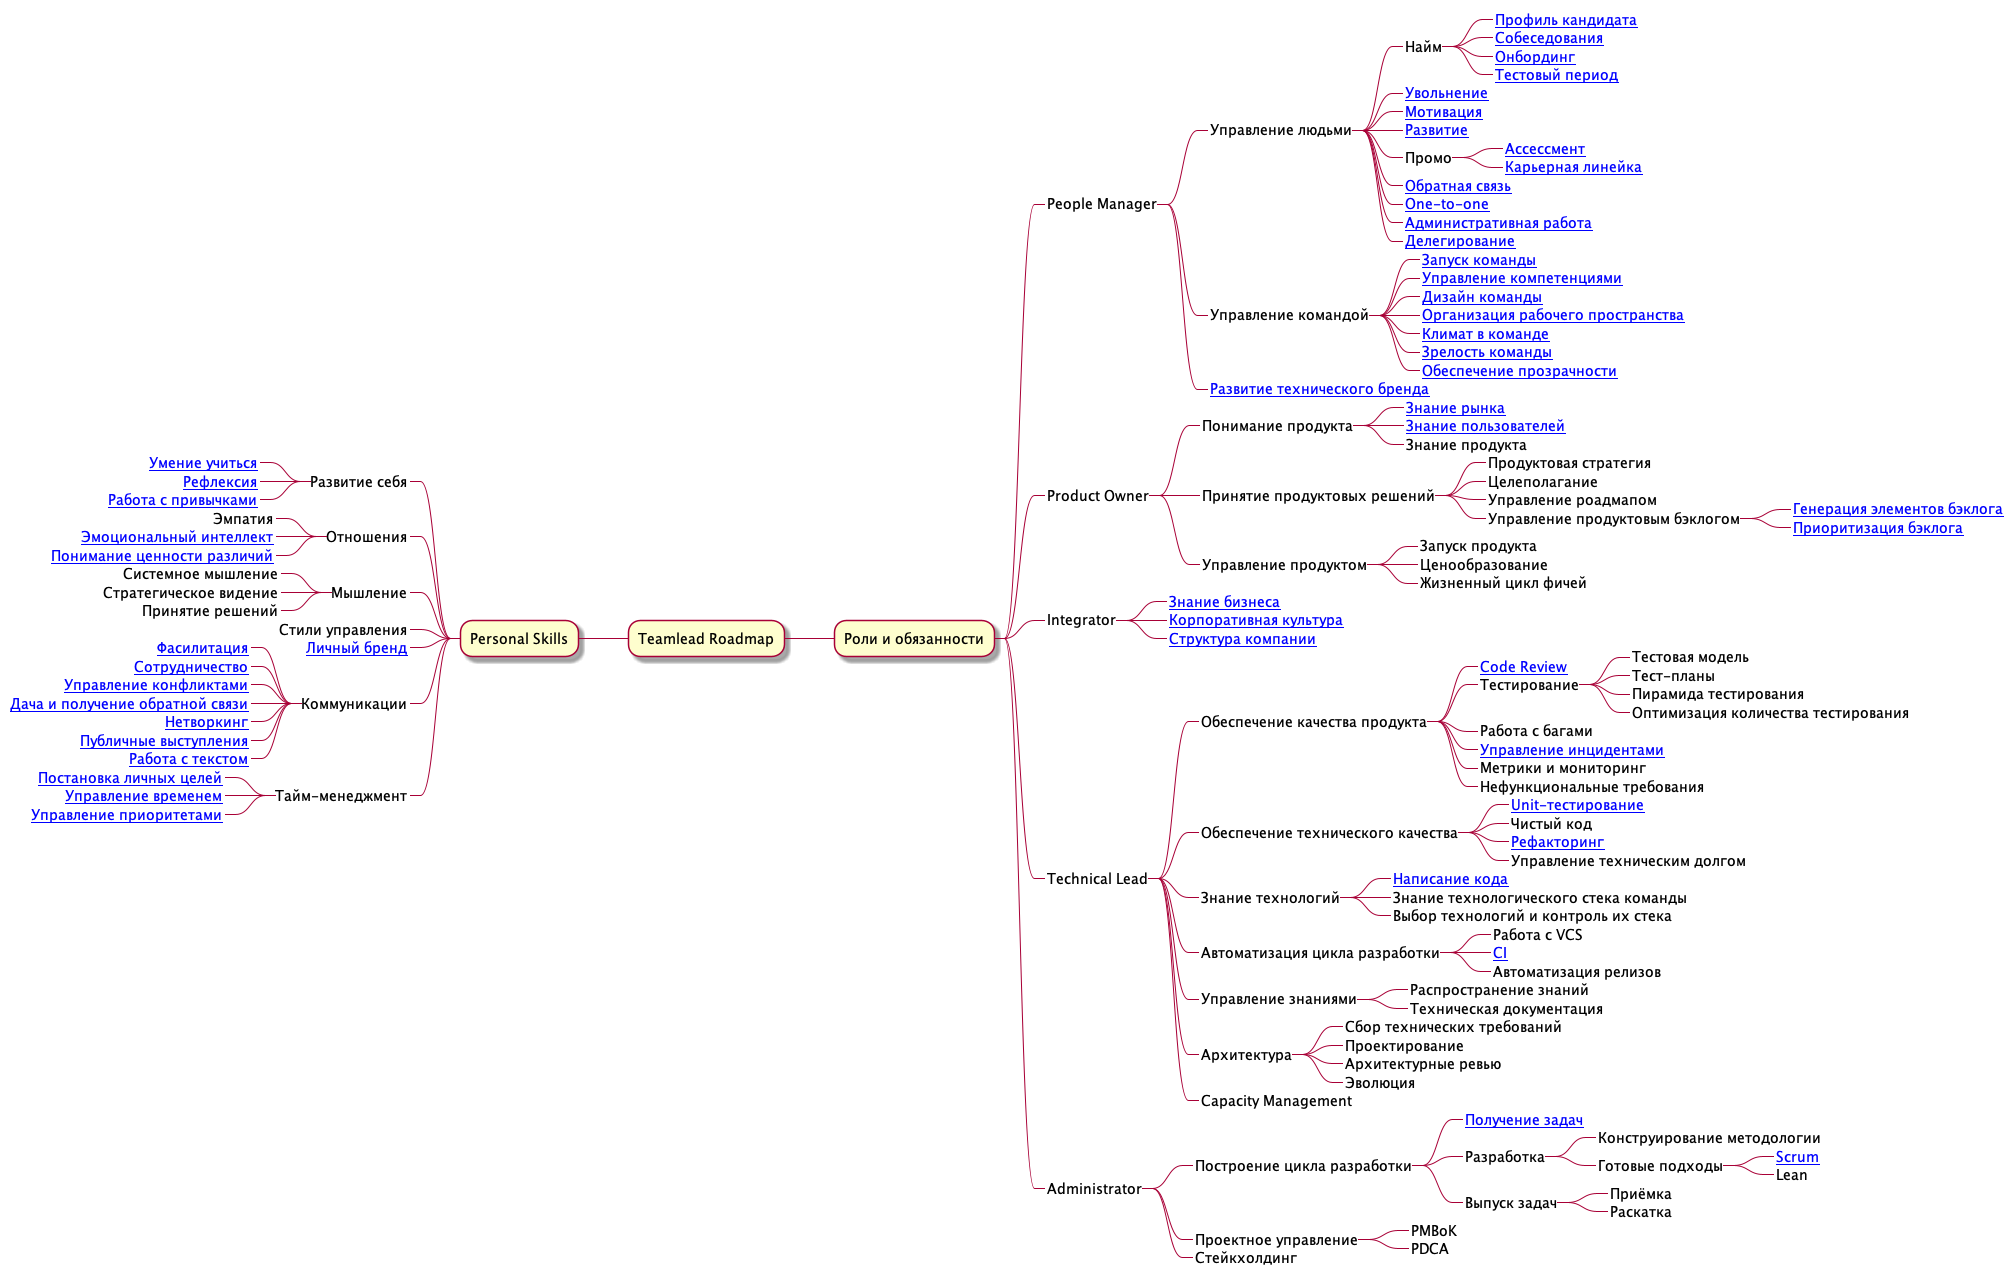 Teamlead Roadmap
Роли и обязанности
People Manager
Управление людьми
Найм
Профиль кандидата
Собеседования
Онбординг
Тестовый период
Увольнение
Мотивация
Развитие
Промо
Ассессмент
Карьерная линейка
Обратная связь
One-to-one
Административная работа
Делегирование
Управление командой
Запуск команды
Управление компетенциями
Дизайн команды
Организация рабочего пространства
Климат в команде
Зрелость команды
Обеспечение прозрачности
Развитие технического бренда
Product Owner
Понимание продукта
Знание рынка
Знание пользователей
Знание продукта
Принятие продуктовых решений
Продуктовая стратегия
Целеполагание
Управление роадмапом
Управление продуктовым бэклогом
Генерация элементов бэклога
Приоритизация бэклога
Управление продуктом
Запуск продукта
Ценообразование
Жизненный цикл фичей
Integrator
Знание бизнеса
Корпоративная культура
Структура компании
Technical Lead
Обеспечение качества продукта
Code Review
Тестирование
Тестовая модель
Тест-планы
Пирамида тестирования
Оптимизация количества тестирования
Работа с багами
Управление инцидентами
Метрики и мониторинг
Нефункциональные требования
Обеспечение технического качества
Unit-тестирование
Чистый код
Рефакторинг
Управление техническим долгом
Знание технологий
Написание кода
Знание технологического стека команды
Выбор технологий и контроль их стека
Автоматизация цикла разработки
Работа с VCS
CI
Автоматизация релизов
Управление знаниями
Распространение знаний
Техническая документация
Архитектура
Сбор технических требований
Проектирование
Архитектурные ревью
Эволюция
Capacity Management
Administrator
Построение цикла разработки
Получение задач
Разработка
Конструирование методологии
Готовые подходы
Scrum
Lean
Выпуск задач
Приёмка
Раскатка
Проектное управление
PMBoK
PDCA
Стейкхолдинг
Personal Skills
Развитие себя
Умение учиться
Рефлексия
Работа с привычками
Отношения
Эмпатия
Эмоциональный интеллект
Понимание ценности различий
Мышление
Системное мышление
Стратегическое видение
Принятие решений
Стили управления
Личный бренд
Коммуникации
Фасилитация
Сотрудничество
Управление конфликтами
Дача и получение обратной связи
Нетворкинг
Публичные выступления
Работа с текстом
Тайм-менеджмент
Постановка личных целей
Управление временем
Управление приоритетами